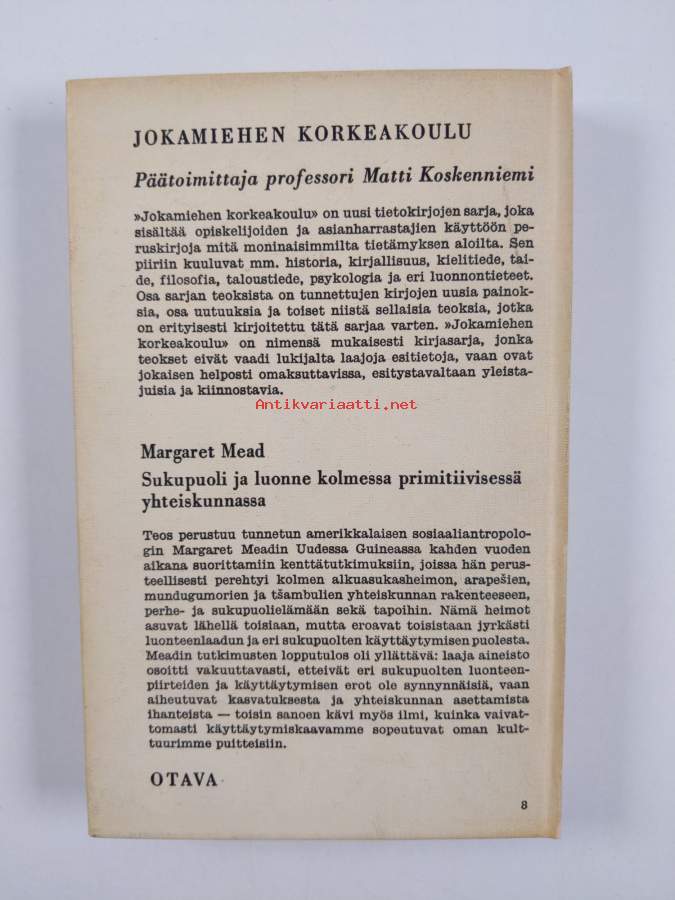 JOKAMIEHEN KORKEAKOULU
Päätoimittaja professori Matti Koskenniemi
»Jokamiehen korkeakoulu» on uusi tietokirjojen sarja, joka
sisältää opiskelijoiden ja asianharrastajien käyttöön pe-
ruskirjoja mitä moninaisimmilta tietämyksen aloilta. Sen
piiriin kuuluvat mm. historia, kirjallisuus, kielitiede, tai-
de, filosofia, taloustiede, psykologia ja eri luonnontieteet.
Osa sarjan teoksista on tunnettujen kirjojen uusia painok-
sia, osa uutuuksia ja toiset niistä sellaisia teoksia, jotka
on erityisesti kirjoitettu tätä sarjaa varten. »Jokamiehen
korkeakoulu» on nimensä mukaisesti kirjasarja, jonka
teokset eivät vaadi lukijalta laajoja esitietoja, vaan ovat
jokaisen helposti omaksuttavissa, esitystavaltaan yleista-
juisia ja kiinnostavia.
Antikvariaatti.net
Margaret Mead
Sukupuoli ja luonne kolmessa primitiivisessä
yhteiskunnassa
Teos perustuu tunnetun amerikkalaisen sosiaaliantropolo-
gin Margaret Meadin Uudessa Guineassa kahden vuoden
aikana suorittamiin kenttätutkimuksiin, joissa hän perus-
teellisesti perehtyi kolmen alkuasukasheimon, arapešien,
mundugumorien ja tšambulien yhteiskunnan rakenteeseen,
perhe- ja sukupuolielämään sekä tapoihin. Nämä heimot
asuvat lähellä toisiaan, mutta eroavat toisistaan jyrkästi
luonteenlaadun ja eri sukupuolten käyttäytymisen puolesta.
Meadin tutkimusten lopputulos oli yllättävä: laaja aineisto
osoitti vakuuttavasti, etteivät eri sukupuolten luonteen-
piirteiden ja käyttäytymisen erot ole synnynnäisiä, vaan
aiheutuvat kasvatuksesta ja yhteiskunnan asettamista
ihanteista — toisin sanoen kävi myös ilmi, kuinka vaivat-
tomasti käyttäytymiskaavamme sopeutuvat oman kult-
tuurimme puitteisiin.
OTAVA
8